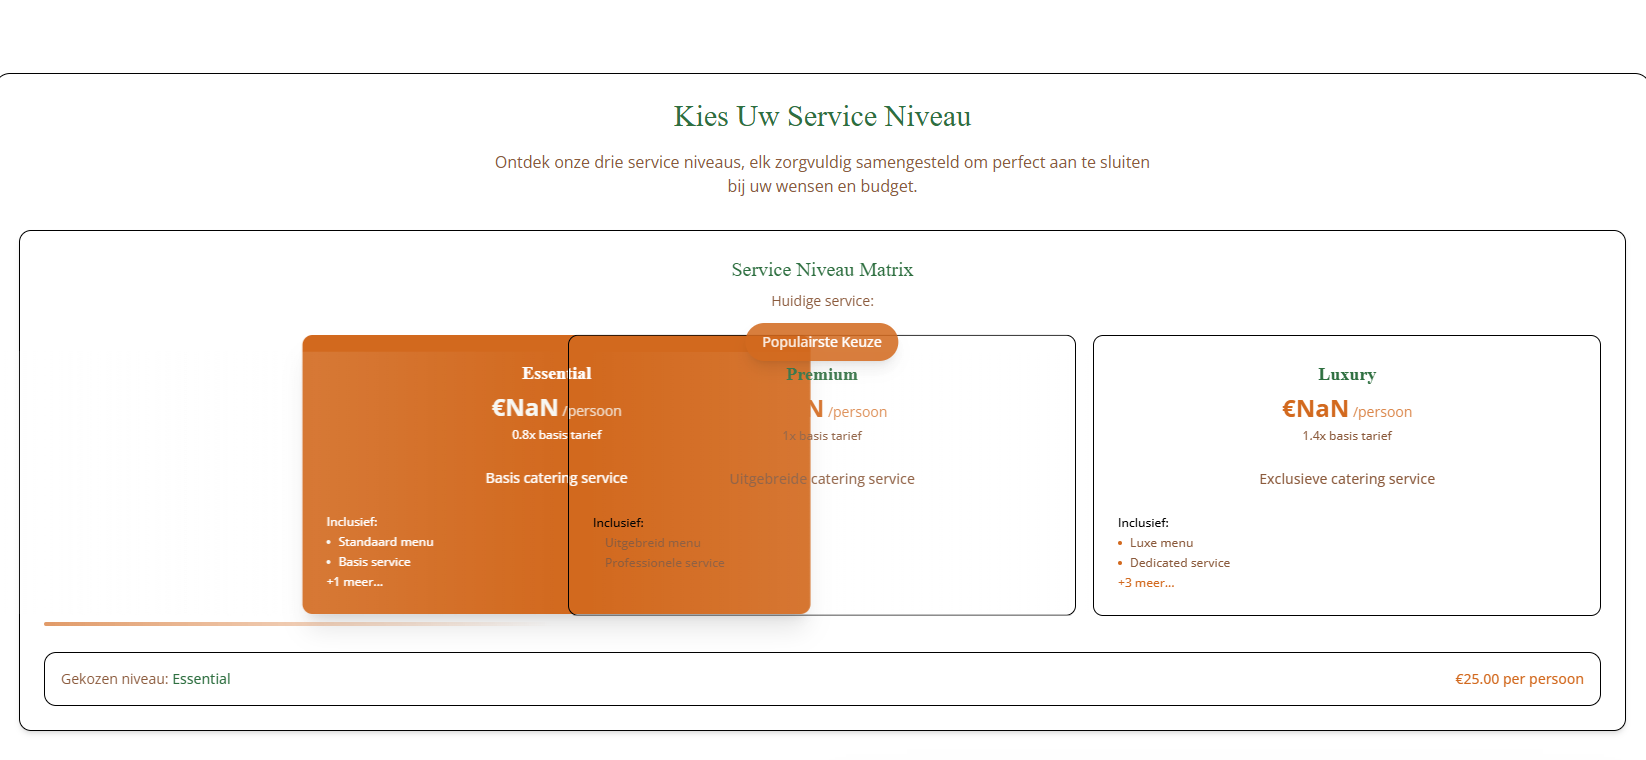 Kies Uw Service Niveau
Ontdek onze drie service niveaus, elk zorgvuldig samengesteld om perfect aan te sluiten
bij uw wensen en budget.
Service Niveau Matrix
Huidige service:
Populairste Keuze
Essential
€NaN /persoon
0.8x basis tarief
Basis catering service
Inclusief:
• Standaard menu
• Basis service
+1 meer...
Premium
N /persoon
1x basis tarief
Uitgebreide catering service
Inclusief:
Uitgebreid menu
Professionele service
Luxury
€NaN /persoon
1.4x basis tarief
Exclusieve catering service
Inclusief:
• Luxe menu
• Dedicated service
+3 meer...
Gekozen niveau: Essential
€25.00 per persoon